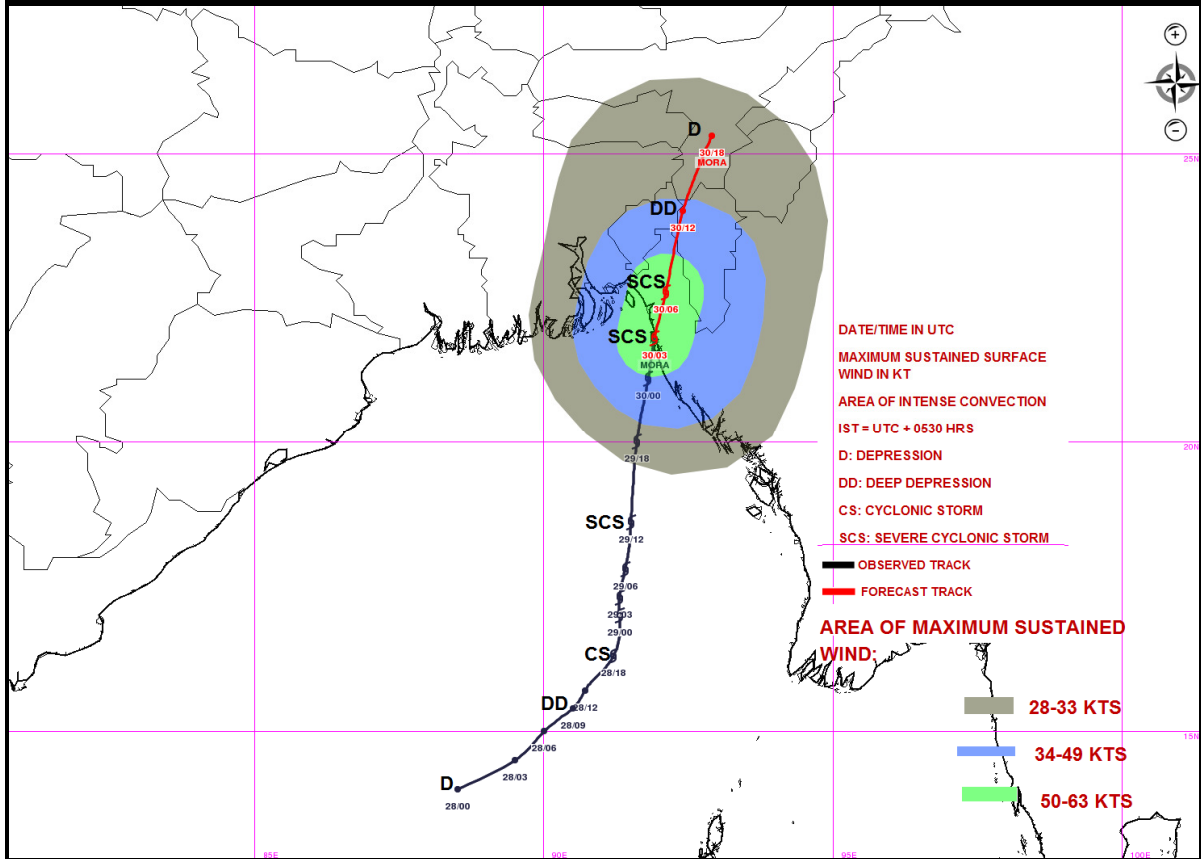 +
−
D
25N
30/18
MORA
DD
30/12
SCS
30/06
SCS
30/03
MORA
30/00
20N
29/18
SCS
29/12
29/06
29/03
29/00
CS
28/18
DD
28/12
28/09
15N
28/06
28/03
D
28/00
85E
90E
95E
100E
DATE/TIME IN UTC
MAXIMUM SUSTAINED SURFACE
WIND IN KT
AREA OF INTENSE CONVECTION
IST = UTC + 0530 HRS
D: DEPRESSION
DD: DEEP DEPRESSION
CS: CYCLONIC STORM
SCS: SEVERE CYCLONIC STORM
OBSERVED TRACK
FORECAST TRACK
AREA OF MAXIMUM SUSTAINED
WIND:
28-33 KTS
34-49 KTS
50-63 KTS